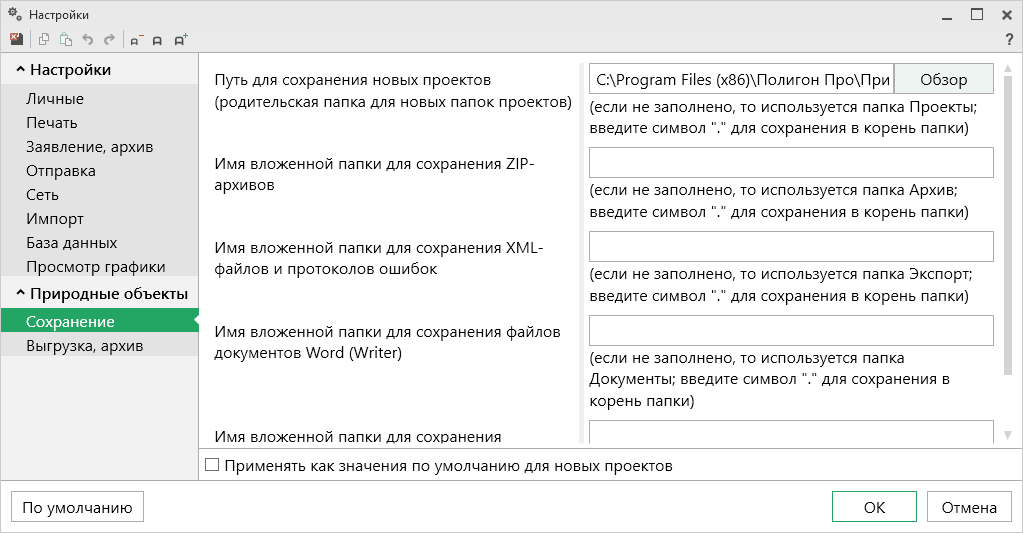 Настройки
?
Настройки
Личные
Печать
Заявление, архив
Отправка
Сеть
Импорт
База данных
Просмотр графики
Природные объекты
Сохранение
Выгрузка, архив
Путь для сохранения новых проектов
(родительская папка для новых папок проектов)
C:\Program Files (x86)\Полигон Про\При
Обзор
(если не заполнено, то используется папка Проекты;
введите символ "." для сохранения в корень папки)
Имя вложенной папки для сохранения ZIP-
архивов
(если не заполнено, то используется папка Архив;
введите символ "." для сохранения в корень папки)
Имя вложенной папки для сохранения XML-
файлов и протоколов ошибок
(если не заполнено, то используется папка Экспорт;
введите символ "." для сохранения в корень папки)
Имя вложенной папки для сохранения файлов
документов Word (Writer)
(если не заполнено, то используется папка
Документы; введите символ "." для сохранения в
корень папки)
Имя вложенной папки для сохранения
Применять как значения по умолчанию для новых проектов
По умолчанию
ОК
Отмена